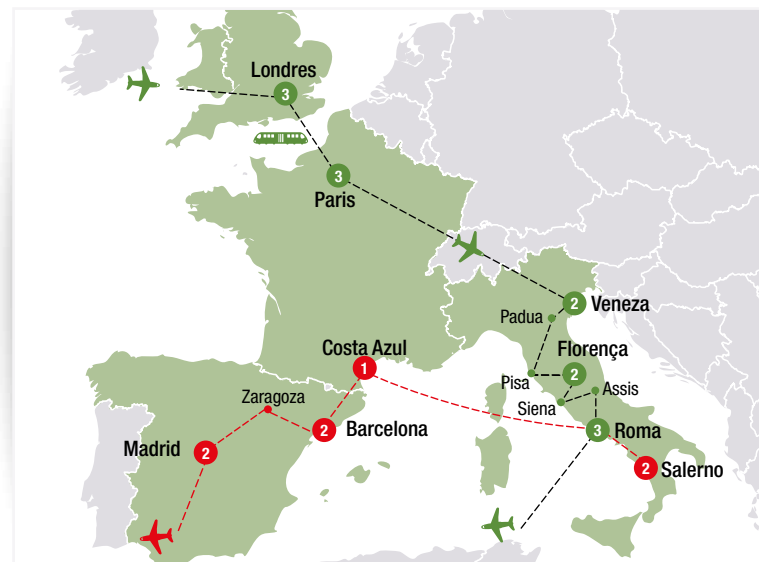 Londres
3
3
Paris
2
Veneza
Padua
Florença
Costa Azul
1
2
Pisa
Assis
Zaragoza
Siena
2
Barcelona
3
Roma
Madrid
2
2
Salerno